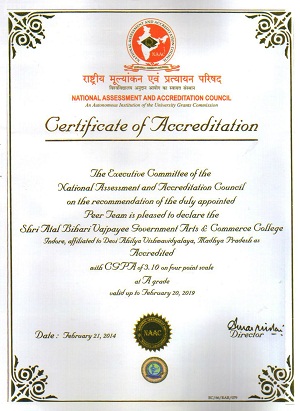 राष्ट्रीय मूल्यांकन एवं प्रत्यायन परिषद
विश्वविद्यालय अनुदान आयोग का स्वायत्त संस्थान
NATIONAL ASSESSMENT AND ACCREDITATION COUNCIL
An Autonomous Institution of the University Grants Commission
Certificate of Accreditation
The Executive Committee of the
National Assessment and Accreditation Council
on the recommendation of the duly appointed
Peer Team is pleased to declare the
Shri Atal Bihari Vajpayee Government Arts & Commerce College
Indore, affiliated to Devi Ahilya Vishwavidyalaya, Madhya Pradesh as
Accredited
with CGPA of 3.10 on four point scale
at A grade
valid up to February 20, 2019
Date : February 21, 2014
NAAC
Director